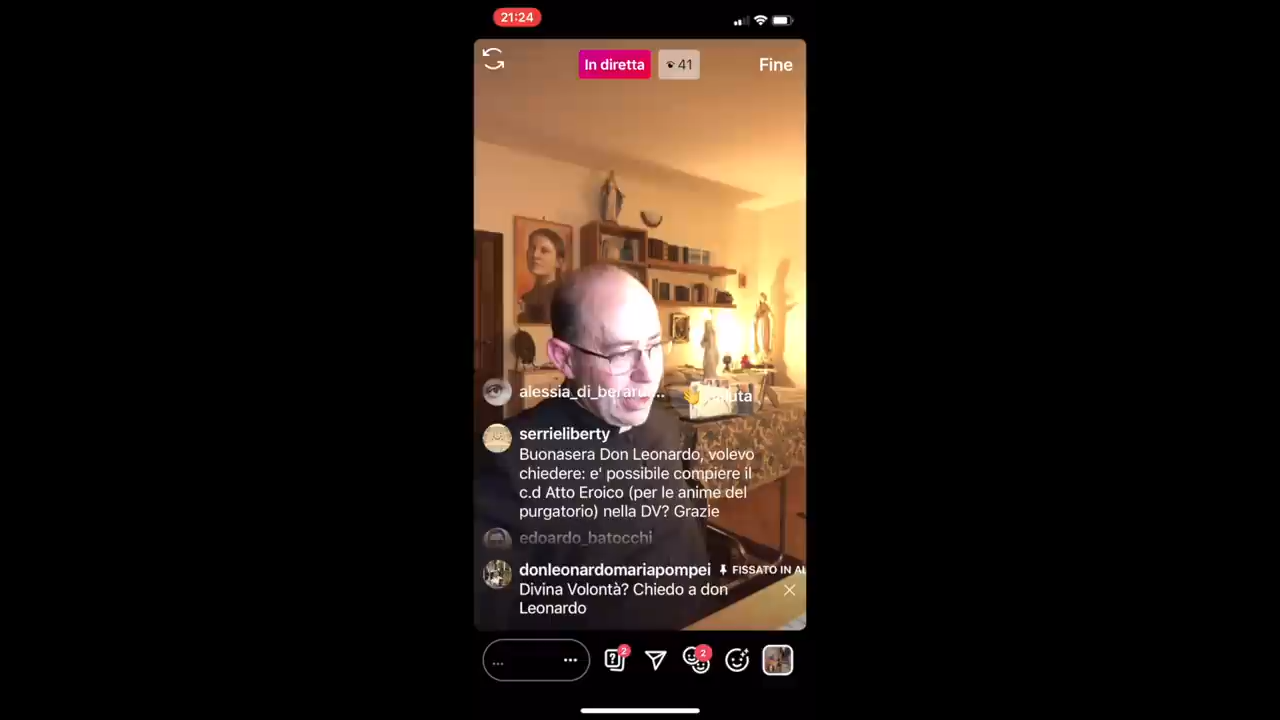 21:24
In diretta
41
Fine
serrieliberty
Buonasera Don Leonardo, volevo
chiedere: e' possibile compiere il
c.d Atto Eroico (per le anime del
purgatorio) nella DV? Grazie
edoardo_batocchi
donleonardomariapompei FISSATO IN AL
Divina Volontà? Chiedo a don
Leonardo
...
2
2